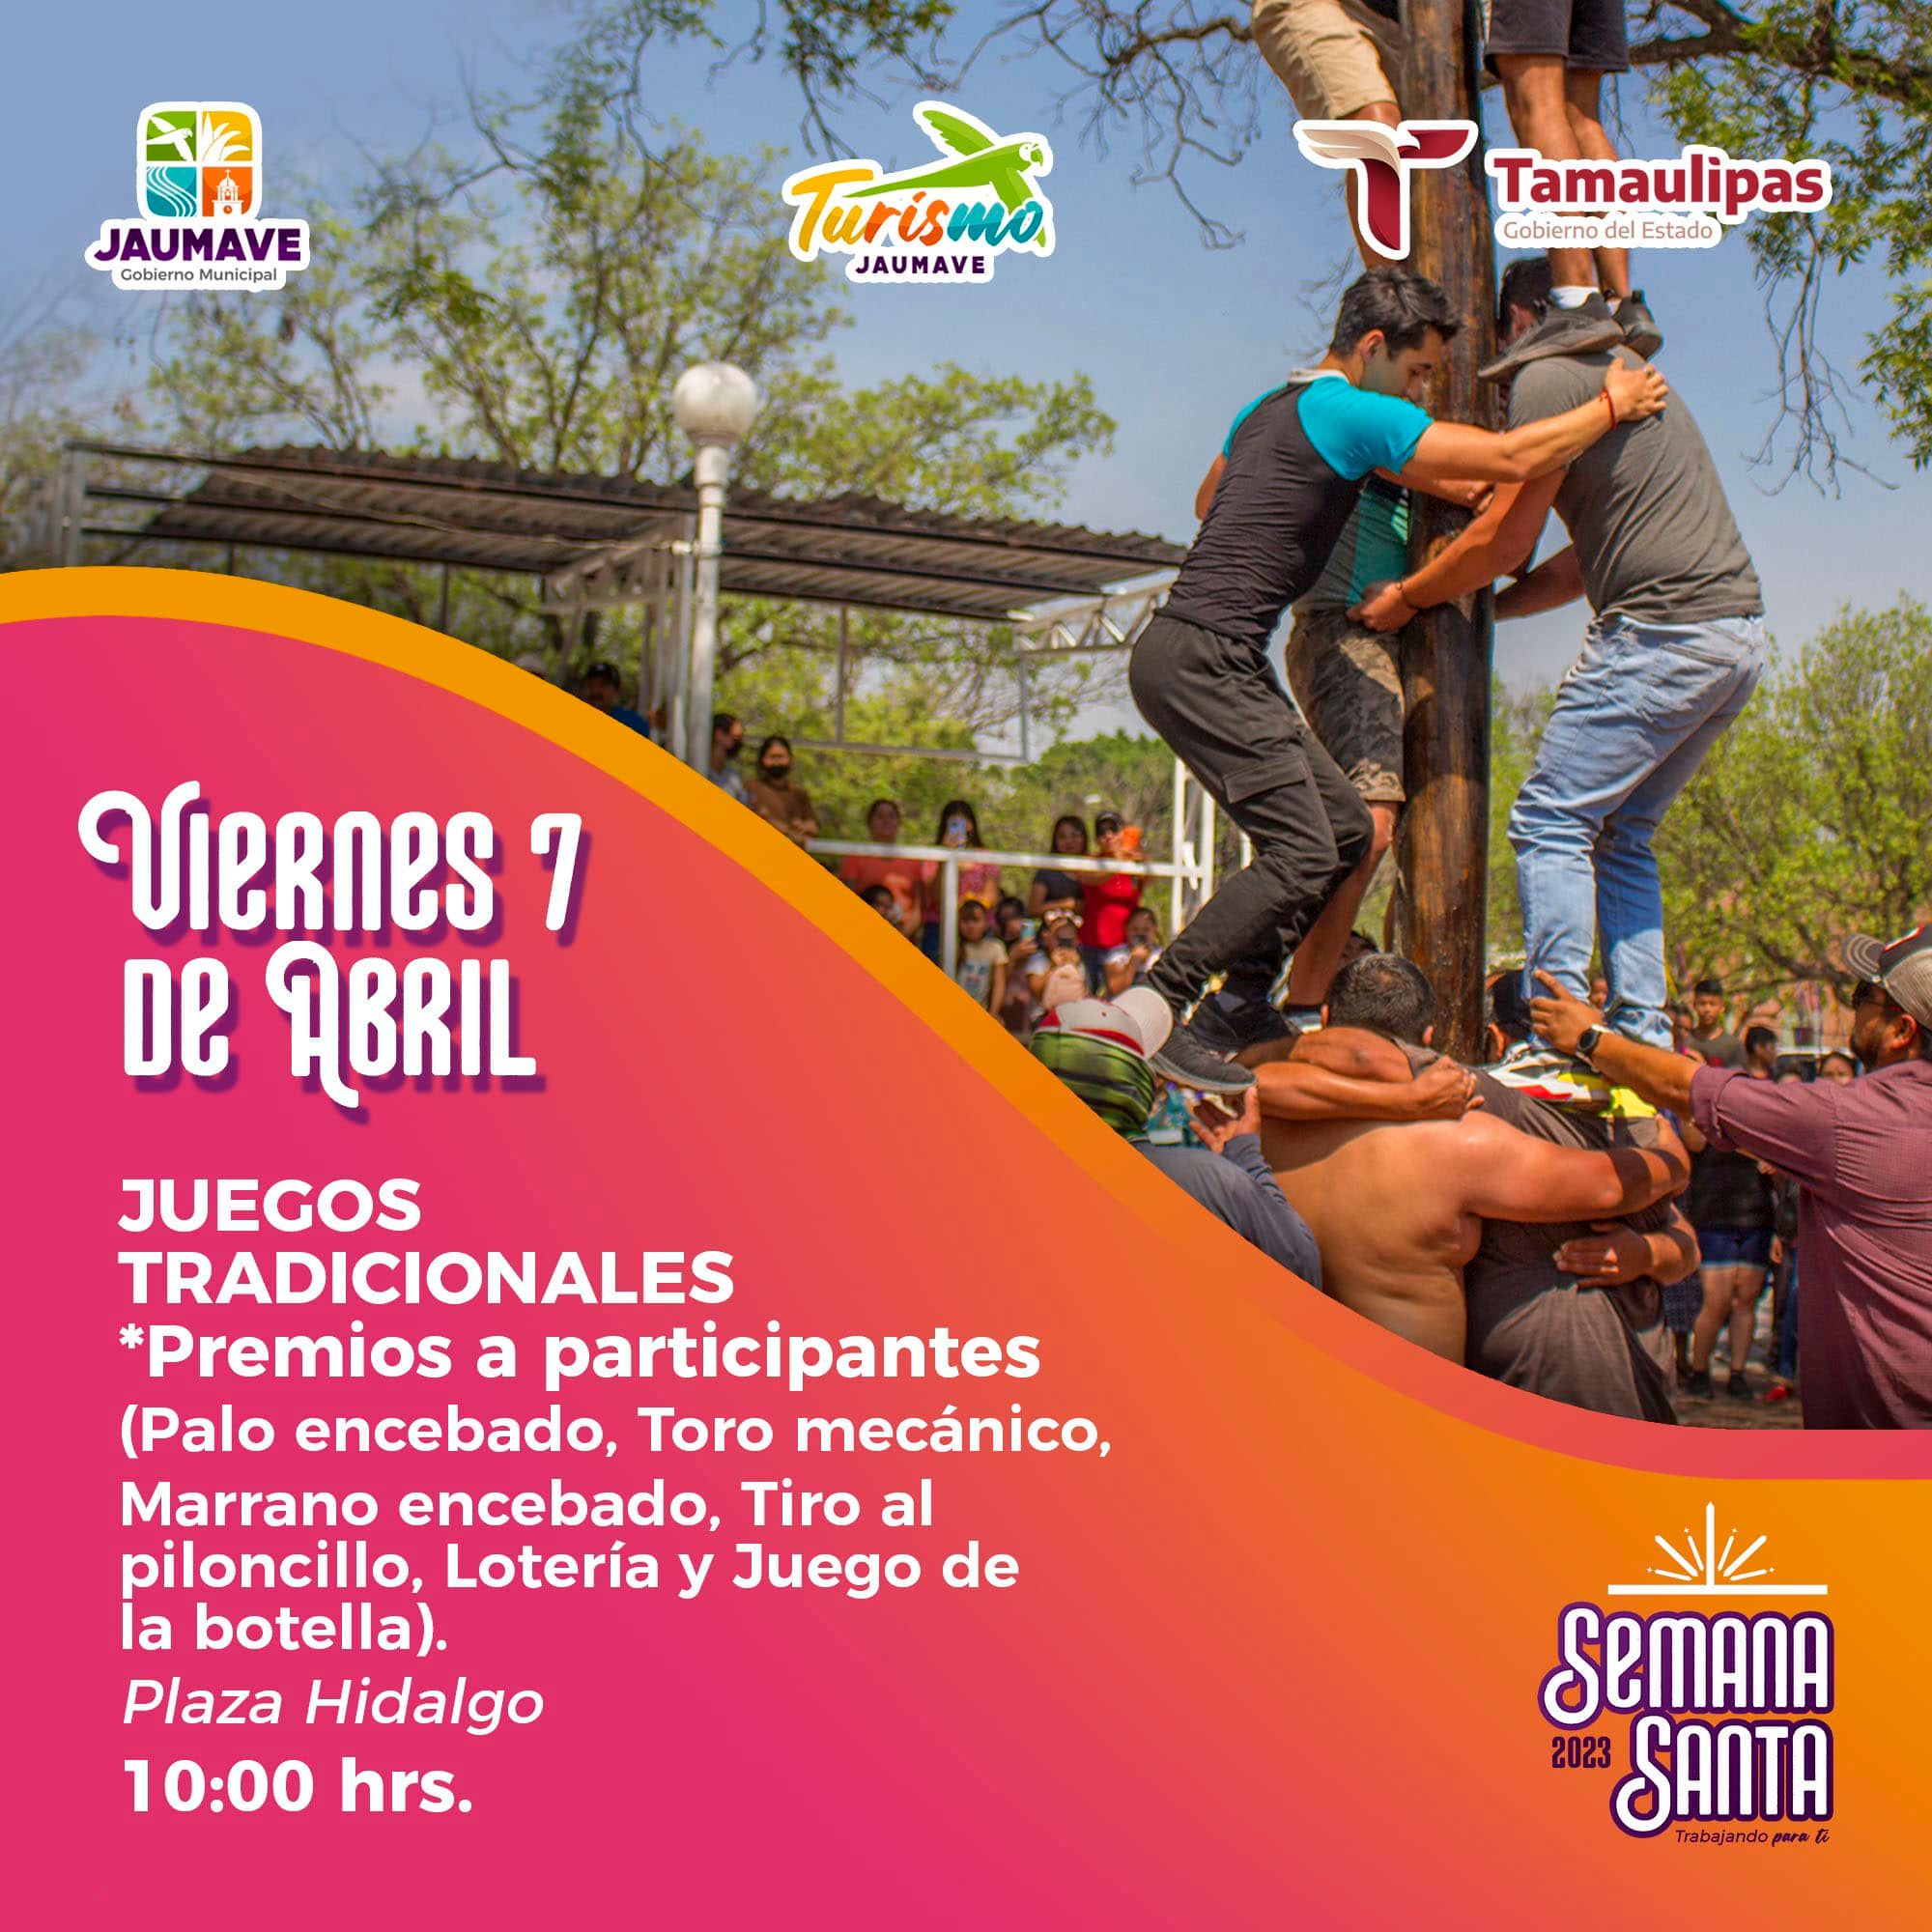 JAUMAVE
Gobierno Municipal
Turismo
JAUMAVE
Tamaulipas
Gobierno del Estado
Viernes 7
de Abril
JUEGOS
TRADICIONALES
*Premios a participantes
(Palo encebado, Toro mecánico,
Marrano encebado, Tiro al
piloncillo, Lotería y Juego de
la botella).
Plaza Hidalgo
10:00 hrs.
Semana
2023 Santa
Trabajando para ti